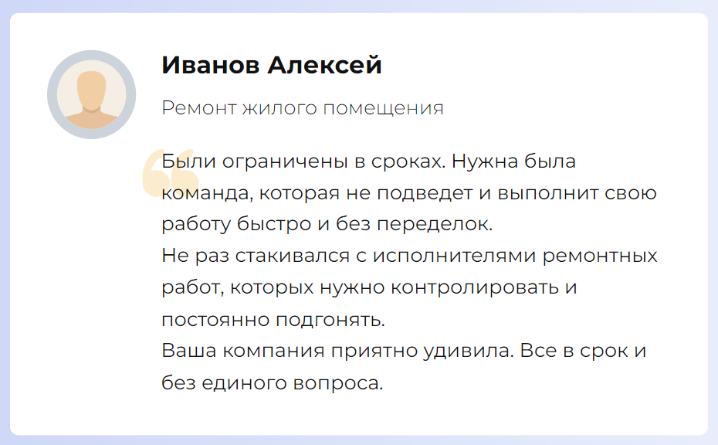 Иванов Алексей
Ремонт жилого помещения
Были ограничены в сроках. Нужна была
команда, которая не подведет и выполнит свою
работу быстро и без переделок.
Не раз стакивался с исполнителями ремонтных
работ, которых нужно контролировать и
постоянно подгонять.
Ваша компания приятно удивила. Все в срок и
без единого вопроса.